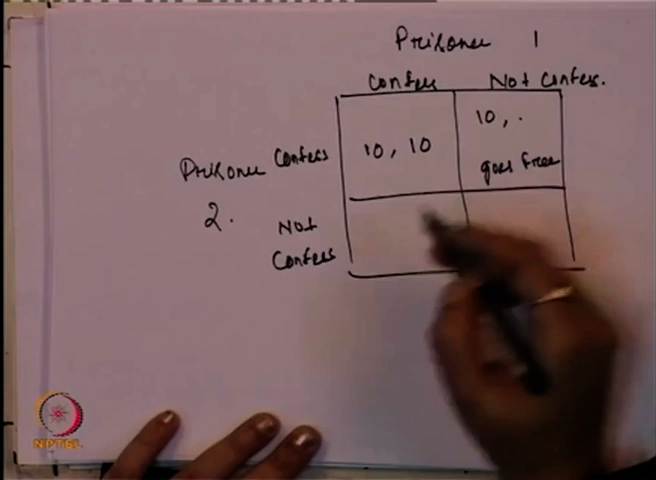 Prisoner 1
Confess Not Confess.
10, .
Prisoner Confess 10, 10
goes free
2.
Not
Confess
NPTEL